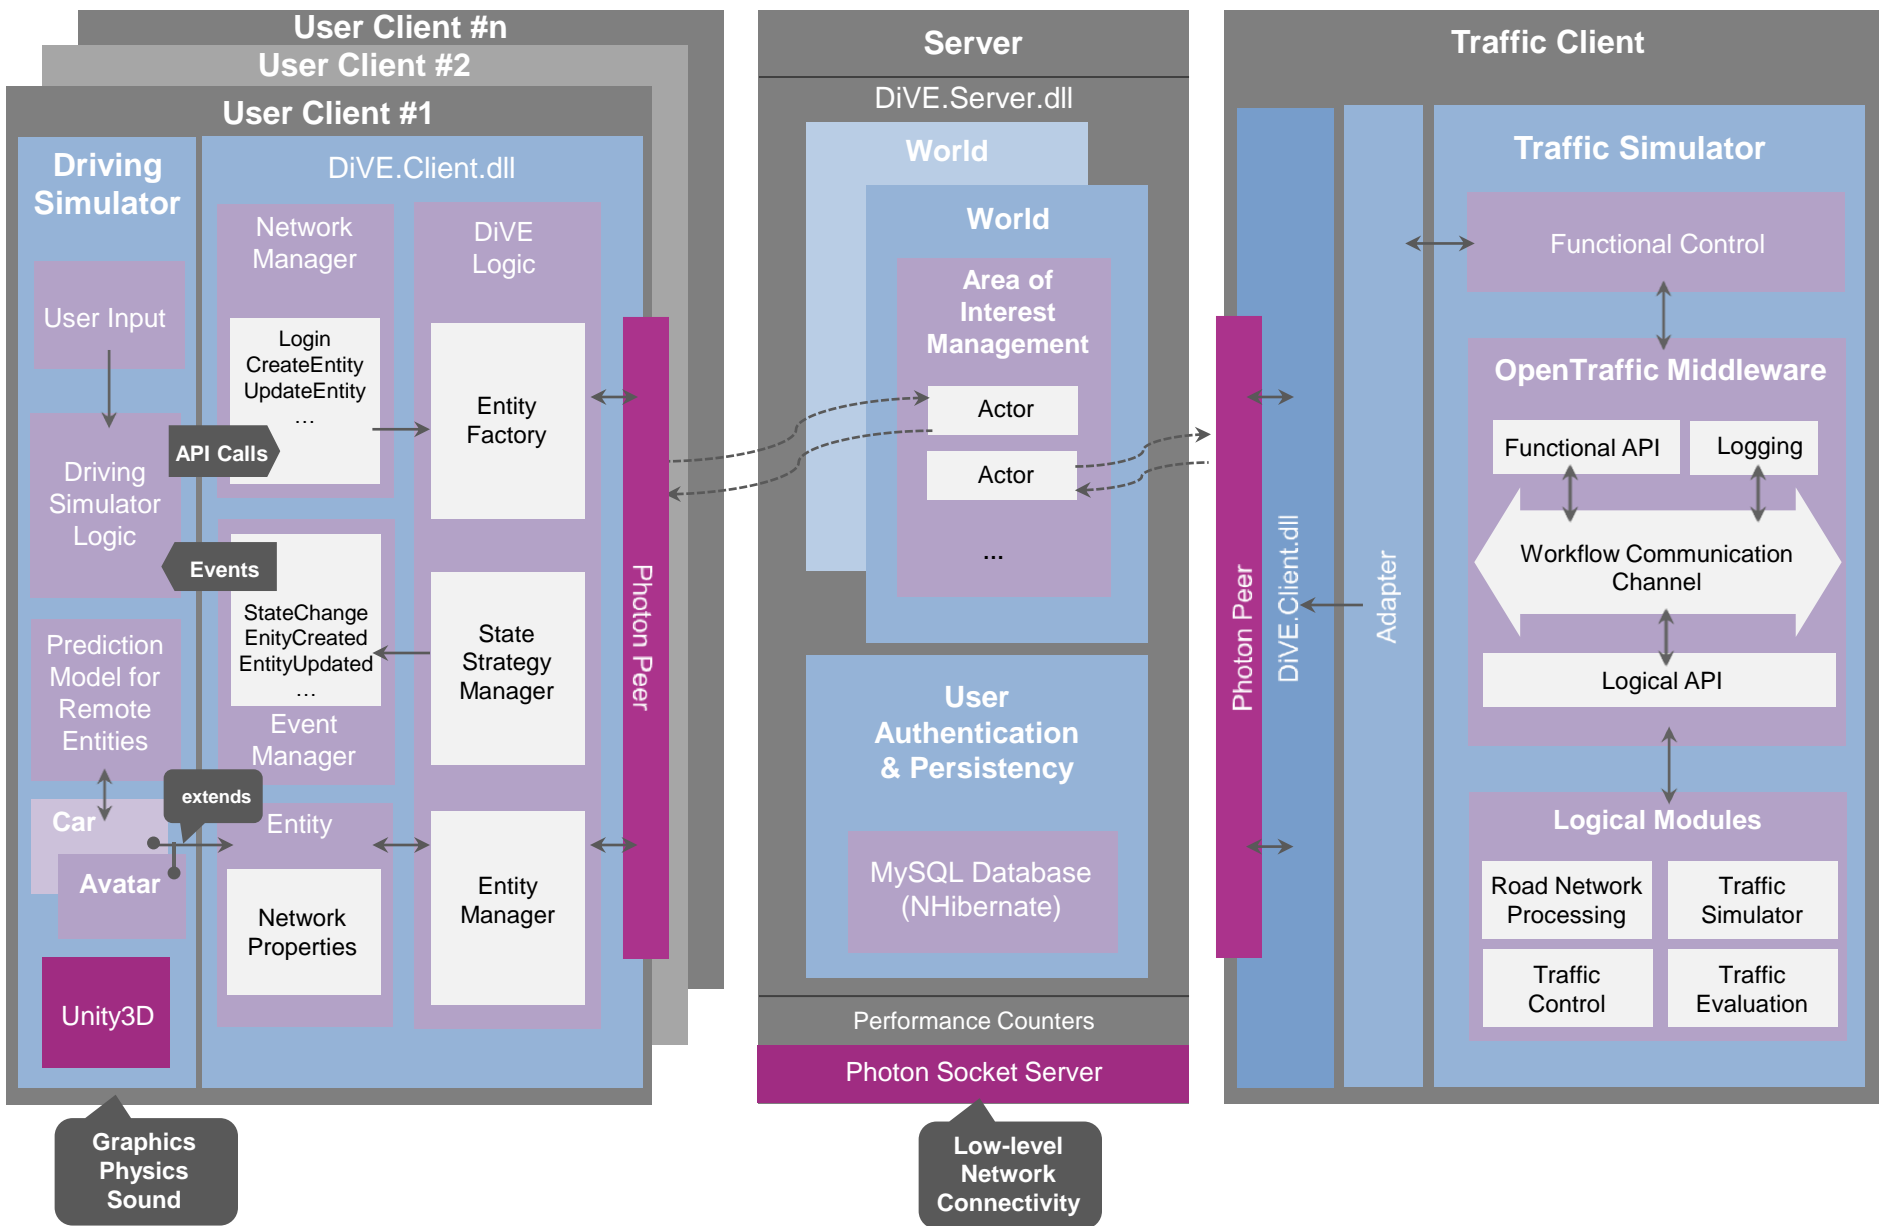 User Client #n
User Client #2
User Client #1
Driving
Simulator
User Input
Driving
Simulator
Logic
Prediction
Model for
Remote
Entities
Car
Avatar
Unity3D
Graphics
Physics
Sound
API Calls
Events
extends
DiVE.Client.dll
Network
Manager
Login
CreateEntity
UpdateEntity
...
StateChange
EnityCreated
EntityUpdated
...
Event
Manager
Entity
Network
Properties
DiVE
Logic
Entity
Factory
State
Strategy
Manager
Entity
Manager
Photon Peer
Server
DiVE.Server.dll
World
World
Area of
Interest
Management
Actor
Actor
...
User
Authentication
& Persistency
MySQL Database
(NHibernate)
Performance Counters
Photon Socket Server
Low-level
Network
Connectivity
Traffic Client
Photon Peer
DiVE.Client.dll
Adapter
Traffic Simulator
Functional Control
OpenTraffic Middleware
Functional API
Logging
Workflow Communication
Channel
Logical API
Logical Modules
Road Network
Processing
Traffic
Simulator
Traffic
Control
Traffic
Evaluation